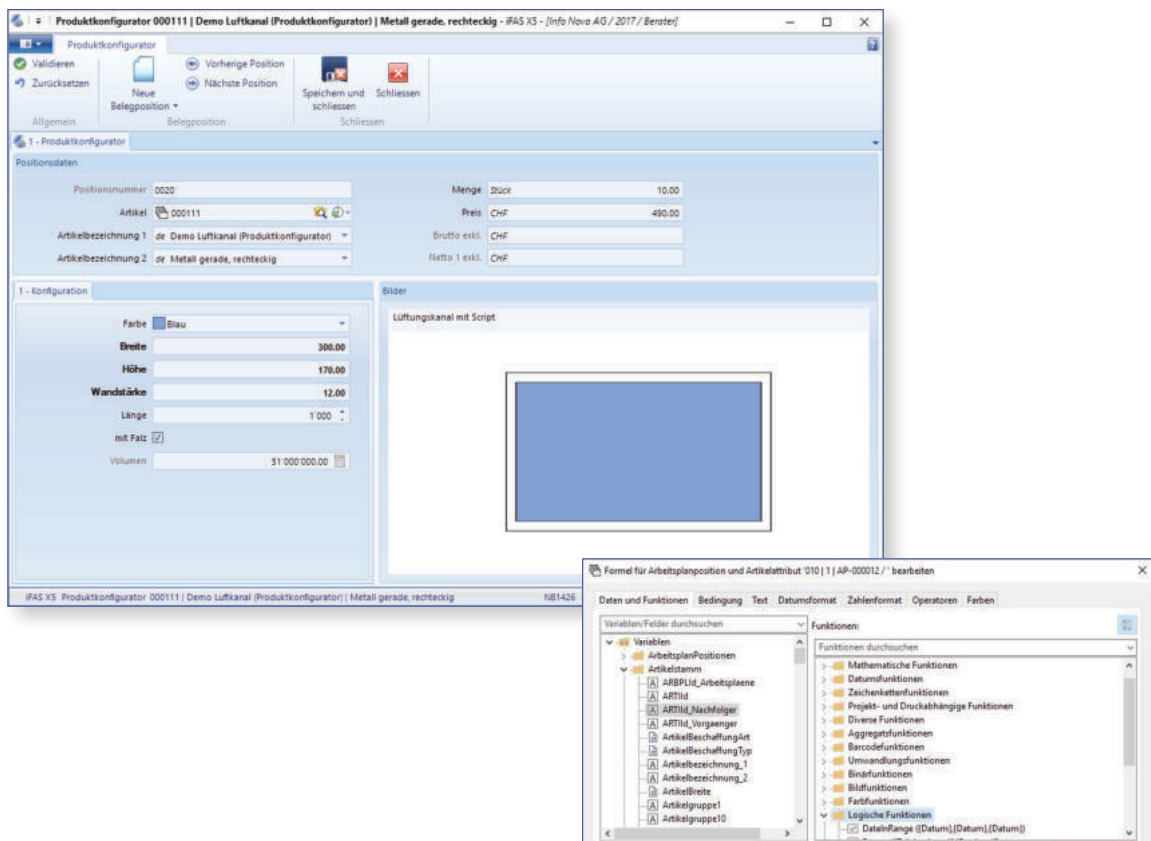 Produktkonfigurator 000111 | Demo Luftkanal (Produktkonfigurator) | Metall gerade, rechteckig - iFAS X5 - [Info Nova AG / 2017 / Berater]
Produktkonfigurator
Validieren
Zurücksetzen
Allgemein
Neue Belegposition
Vorherige Position
Nächste Position
Belegposition
Speichern und schliessen
Schliessen
Schliessen
1 - Produktkonfigurator
Positionsdaten
Positionsnummer 0020
Menge Stück 10.00
Artikel 000111
Preis CHF 490.00
Artikelbezeichnung 1 de Demo Luftkanal (Produktkonfigurator)
Brutto exkl. CHF
Artikelbezeichnung 2 de Metall gerade, rechteckig
Netto 1 exkl. CHF
1 - Konfiguration
Farbe Blau
Breite 300.00
Höhe 170.00
Wandstärke 12.00
Länge 1'000
mit Falz
Volumen 51'000'000.00
Bilder
Lüftungskanal mit Script
iFAS X5 Produktkonfigurator 000111 | Demo Luftkanal (Produktkonfigurator) | Metall gerade, rechteckig
NB1426
Formel für Arbeitsplanposition und Artikelattribut '010 | 1 | AP-000012 / ' bearbeiten
Daten und Funktionen Bedingung Text Datumsformat Zahlenformat Operatoren Farben
Variablen/Felder durchsuchen
Variablen
ArbeitsplanPositionen
Artikelstamm
ARBPLId_Arbeitsplaene
ARTIId
ARTIId_Nachfolger
ARTIId_Vorgaenger
ArtikelBeschaffungArt
ArtikelBeschaffungTyp
Artikelbezeichnung_1
Artikelbezeichnung_2
ArtikelBreite
Artikelgruppe1
Artikelgruppe10
Funktionen:
Funktionen durchsuchen
Mathematische Funktionen
Datumsfunktionen
Zeichenkettenfunktionen
Projekt- und Druckabhängige Funktionen
Diverse Funktionen
Aggregatsfunktionen
Barcodefunktionen
Umwandlungsfunktionen
Binärfunktionen
Bildfunktionen
Farbfunktionen
Logische Funktionen
DateInRange ({Datum},{Datum},{Datum})